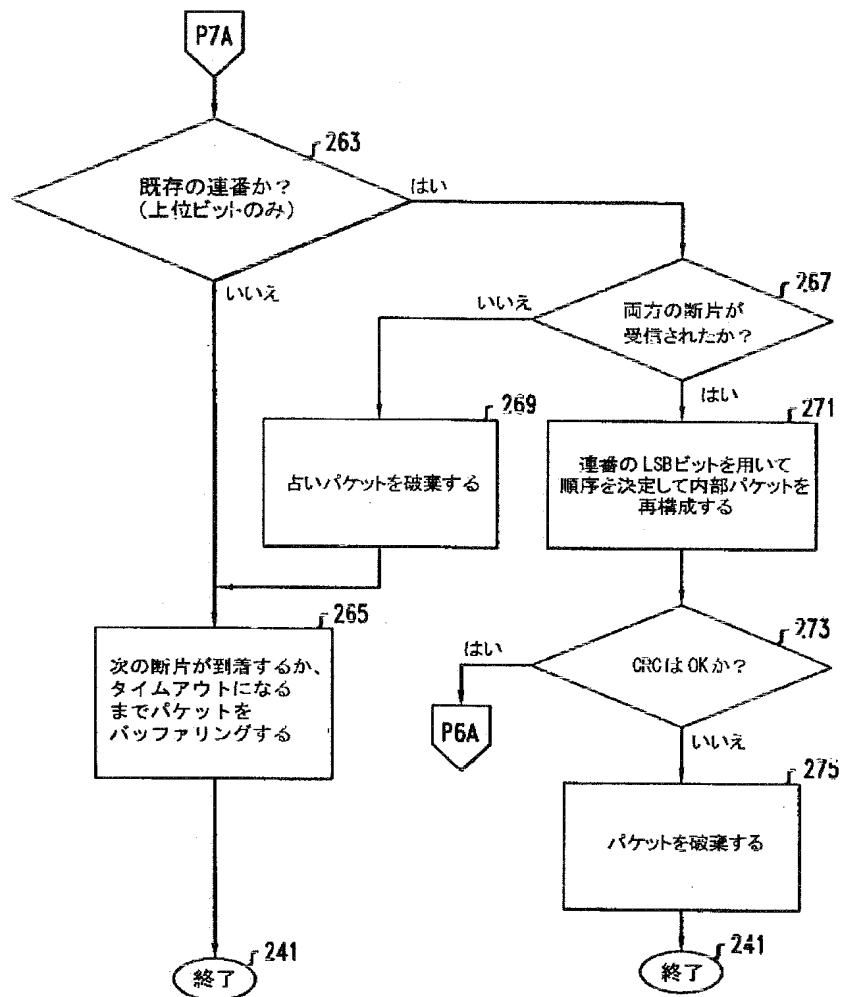 P7A
263
既存の連番か?
(上位ビットのみ)
はい
いいえ
267
両方の断片が
受信されたか?
いいえ
はい
269
占いパケットを破棄する
271
連番のLSBビットを用いて
順序を決定して内部パケットを
再構成する
265
次の断片が到着するか、
タイムアウトになる
までパケットを
バッファリングする
273
CRCはOKか?
はい
P6A
いいえ
275
パケットを破棄する
241
終了
241
終了